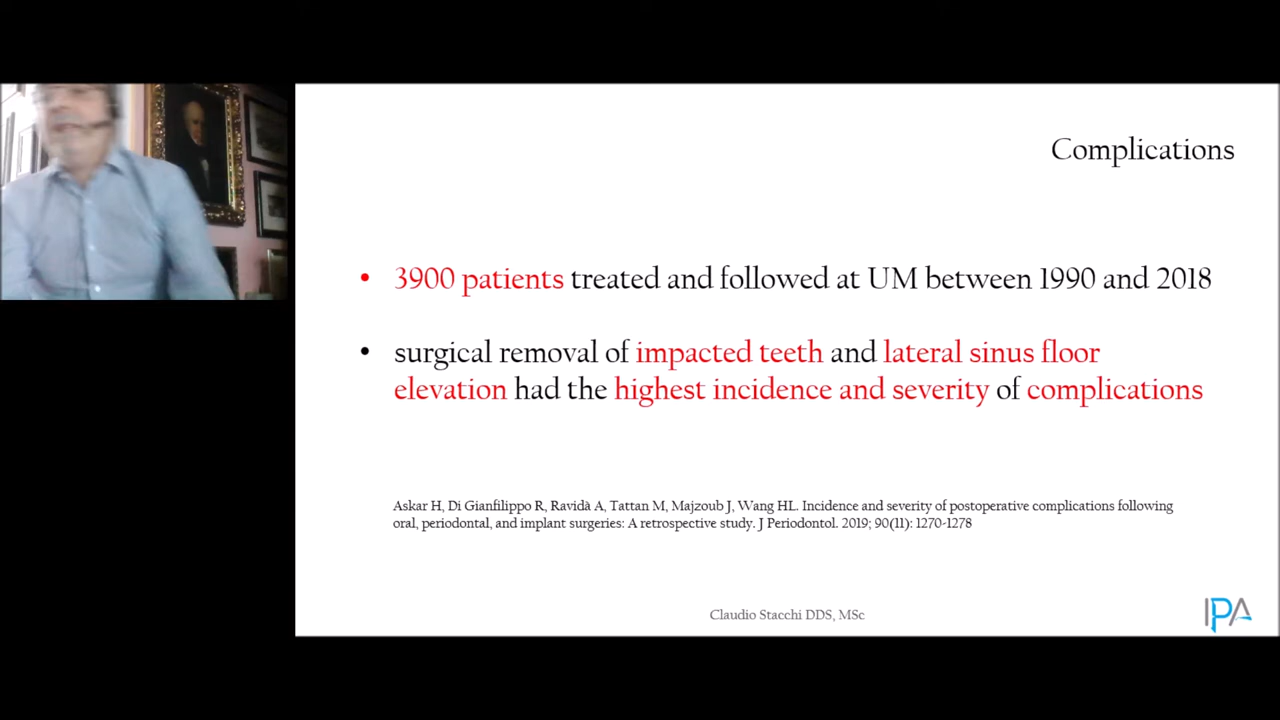 Complications
• 3900 patients treated and followed at UM between 1990 and 2018
• surgical removal of impacted teeth and lateral sinus floor
elevation had the highest incidence and severity of complications
Askar H, Di Gianfilippo R, Ravidà A, Tattan M, Majzoub J, Wang HL. Incidence and severity of postoperative complications following
oral, periodontal, and implant surgeries: A retrospective study. J Periodontol. 2019; 90(11): 1270-1278
Claudio Stacchi DDS, MSc
IPA